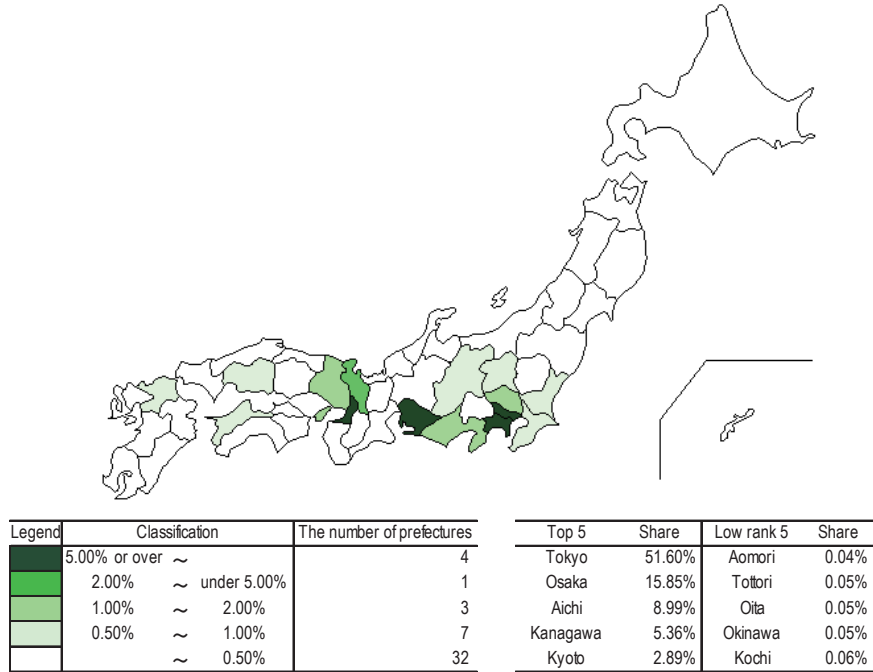 Legend Classification The number of prefectures Top 5 Share Low rank 5 Share
5.00% or over ~ 4 Tokyo 51.60% Aomori 0.04%
2.00% ~ under 5.00% 1 Osaka 15.85% Tottori 0.05%
1.00% ~ 2.00% 3 Aichi 8.99% Oita 0.05%
0.50% ~ 1.00% 7 Kanagawa 5.36% Okinawa 0.05%
~ 0.50% 32 Kyoto 2.89% Kochi 0.06%